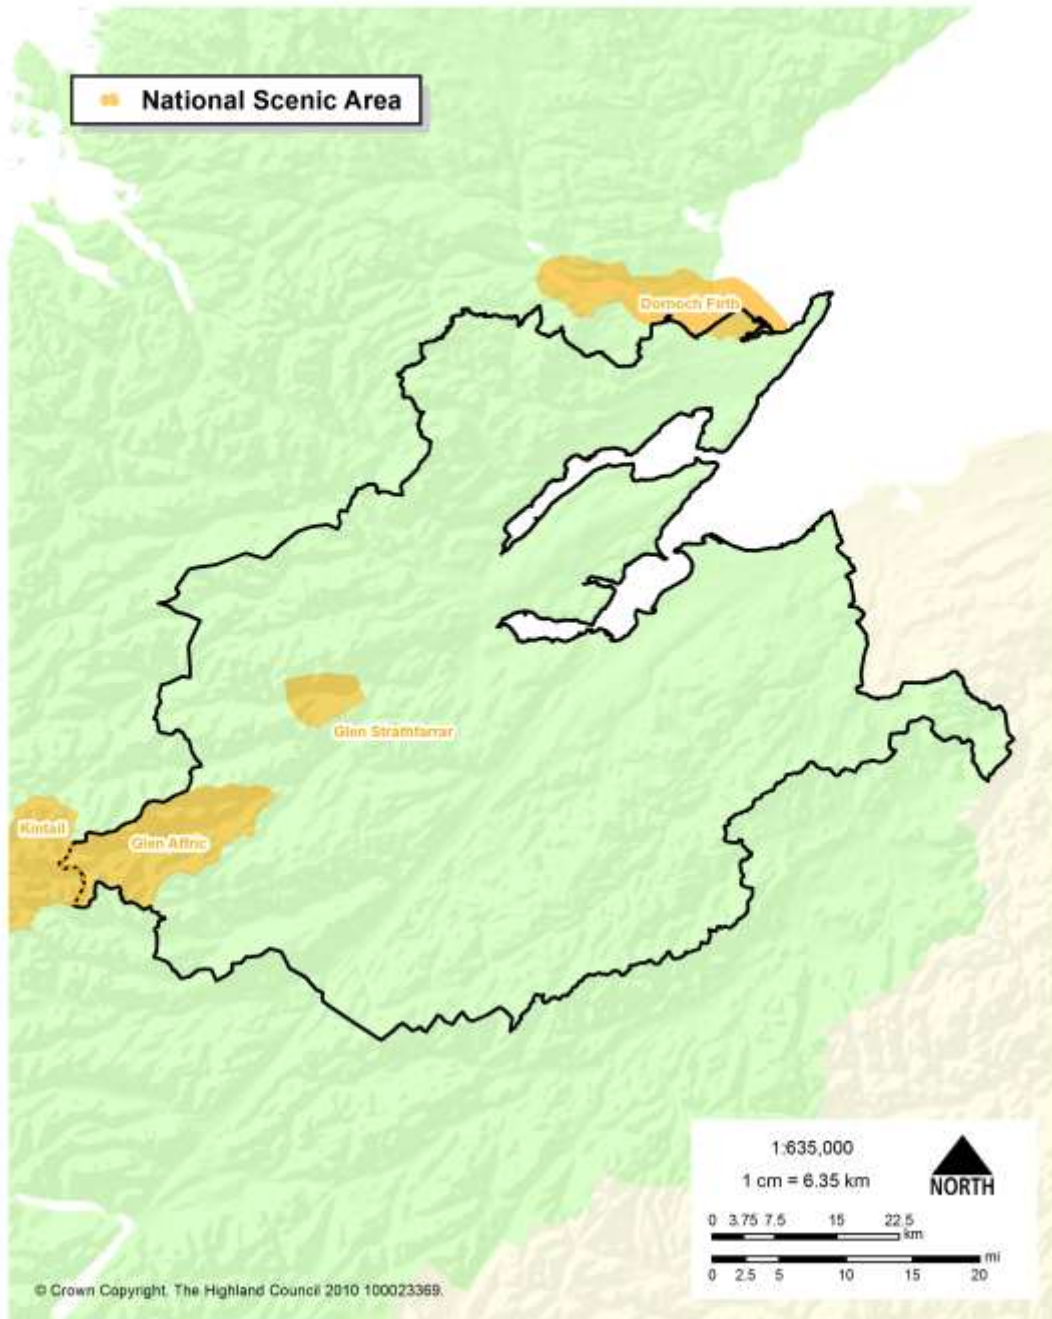 National Scenic Area
Dornoch Firth
Glen Strathfarrar
Kintail
Glen Affric
1:635,000
1 cm = 6.35 km
NORTH
0 3.75 7.5 15 22.5
km
mi
0 2.5 5 10 15 20
© Crown Copyright. The Highland Council 2010 100023369.